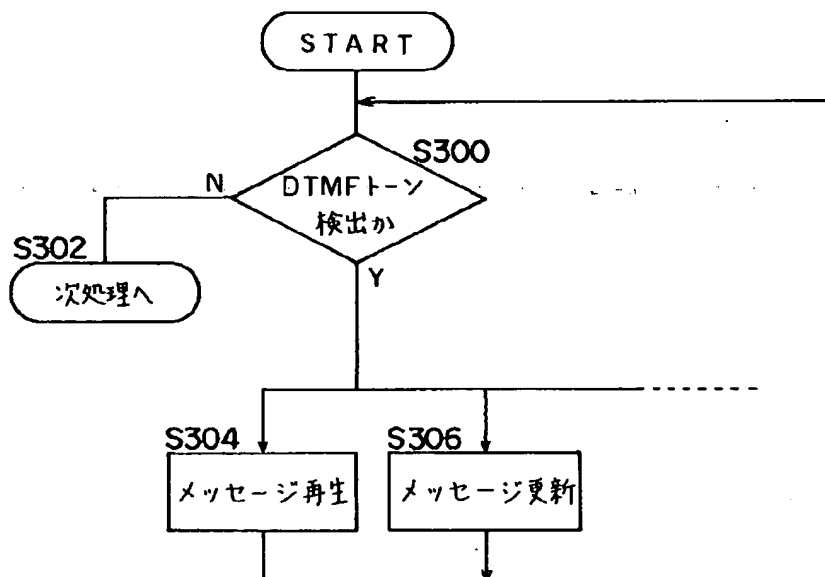 START
S300
N
DTMFトーン
検出か
S302
Y
次処理へ
S304
S306
メッセージ再生
メッセージ更新